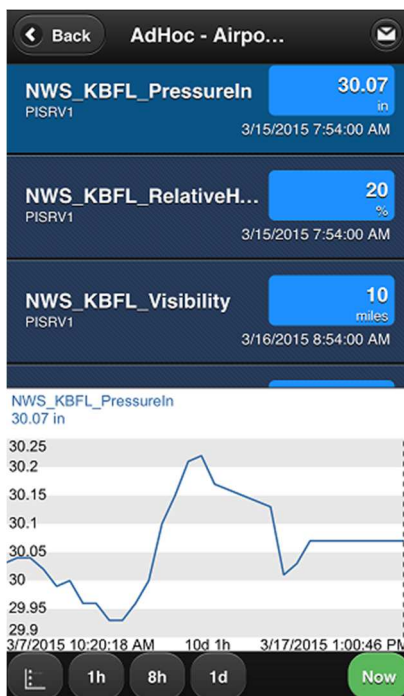 Back
AdHoc - Airpo...
NWS_KBFL_PressureIn
30.07
in
PISRV1
3/15/2015 7:54:00 AM
NWS_KBFL_RelativeH...
20
%
PISRV1
3/15/2015 7:54:00 AM
NWS_KBFL_Visibility
10
miles
PISRV1
3/16/2015 8:54:00 AM
NWS_KBFL_PressureIn
30.07 in
30.25
30.2
30.15
30.1
30.05
30
29.95
29.9
3/7/2015 10:20:18 AM 10d 1h 3/17/2015 1:00:46 PM
1h 8h 1d Now